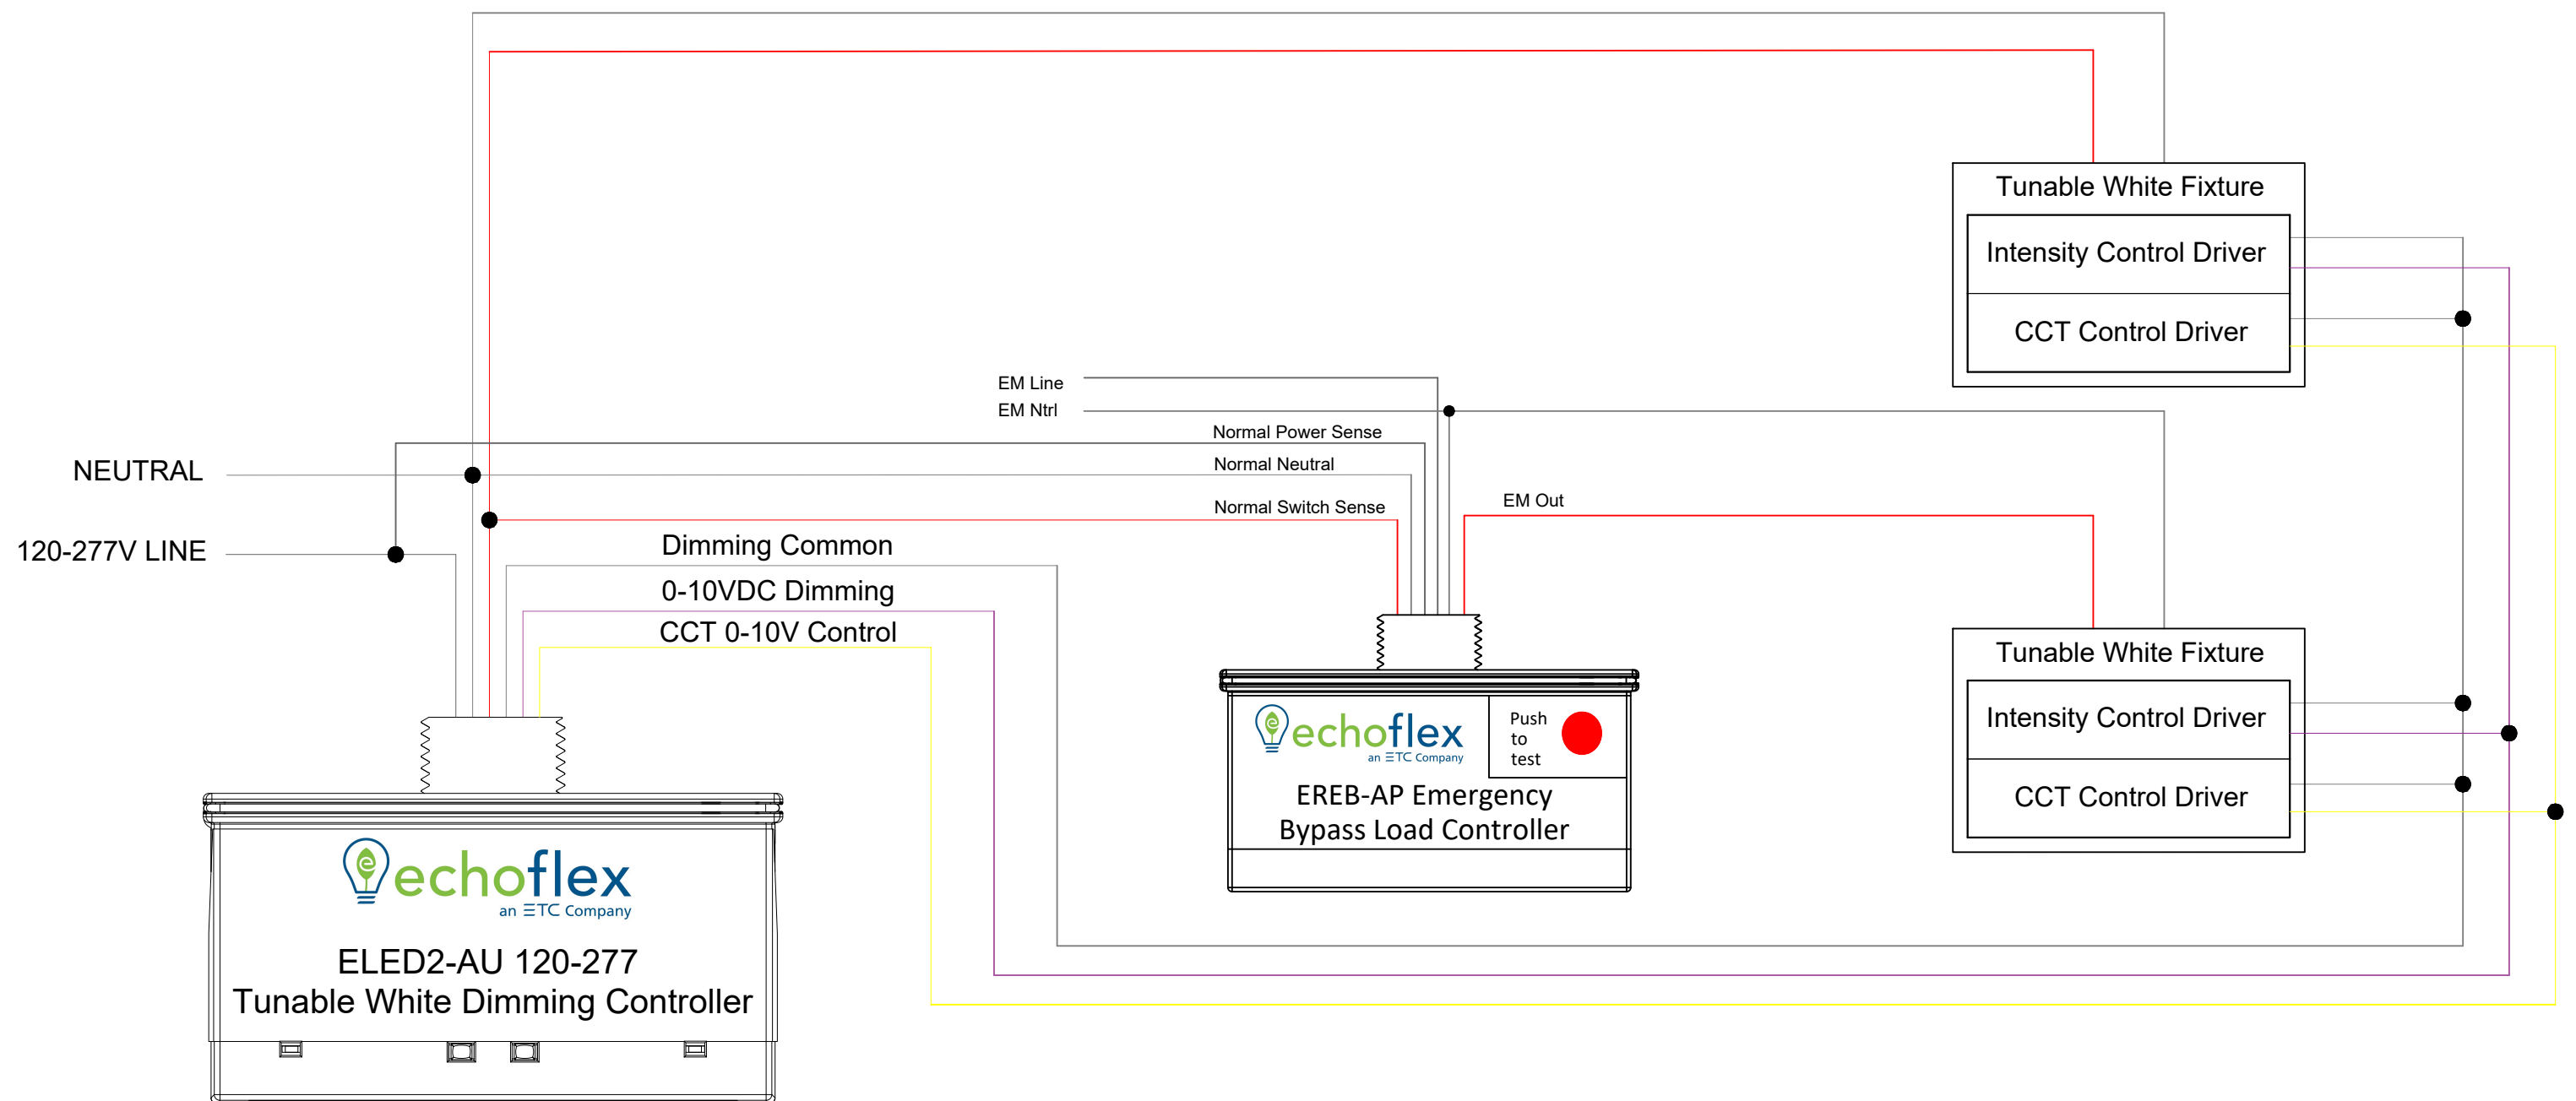 Tunable White Fixture
Intensity Control Driver
CCT Control Driver
EM Line
EM Ntrl
Normal Power Sense
NEUTRAL
Normal Neutral
Normal Switch Sense
EM Out
120-277V LINE
Dimming Common
0-10VDC Dimming
CCT 0-10V Control
Tunable White Fixture
Intensity Control Driver
CCT Control Driver
echoflex
an ETC Company
Push
to
test
EREB-AP Emergency
Bypass Load Controller
echoflex
an ETC Company
ELED2-AU 120-277
Tunable White Dimming Controller